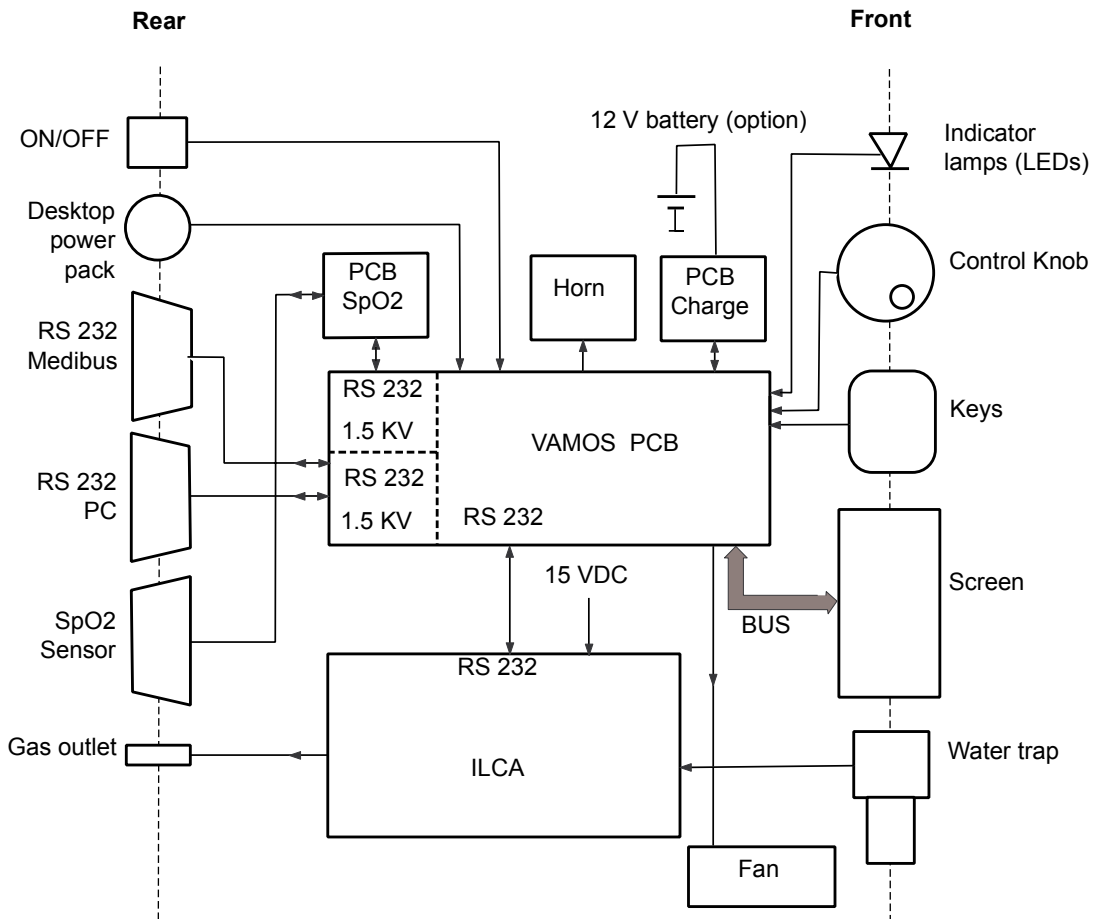 Rear
Front
ON/OFF
12 V battery (option)
Indicator
lamps (LEDs)
Desktop
power
pack
PCB
SpO2
Horn
PCB
Charge
Control Knob
RS 232
Medibus
RS 232
1.5 KV
VAMOS PCB
Keys
RS 232
PC
RS 232
1.5 KV
RS 232
15 VDC
BUS
Screen
SpO2
Sensor
RS 232
ILCA
Gas outlet
Water trap
Fan